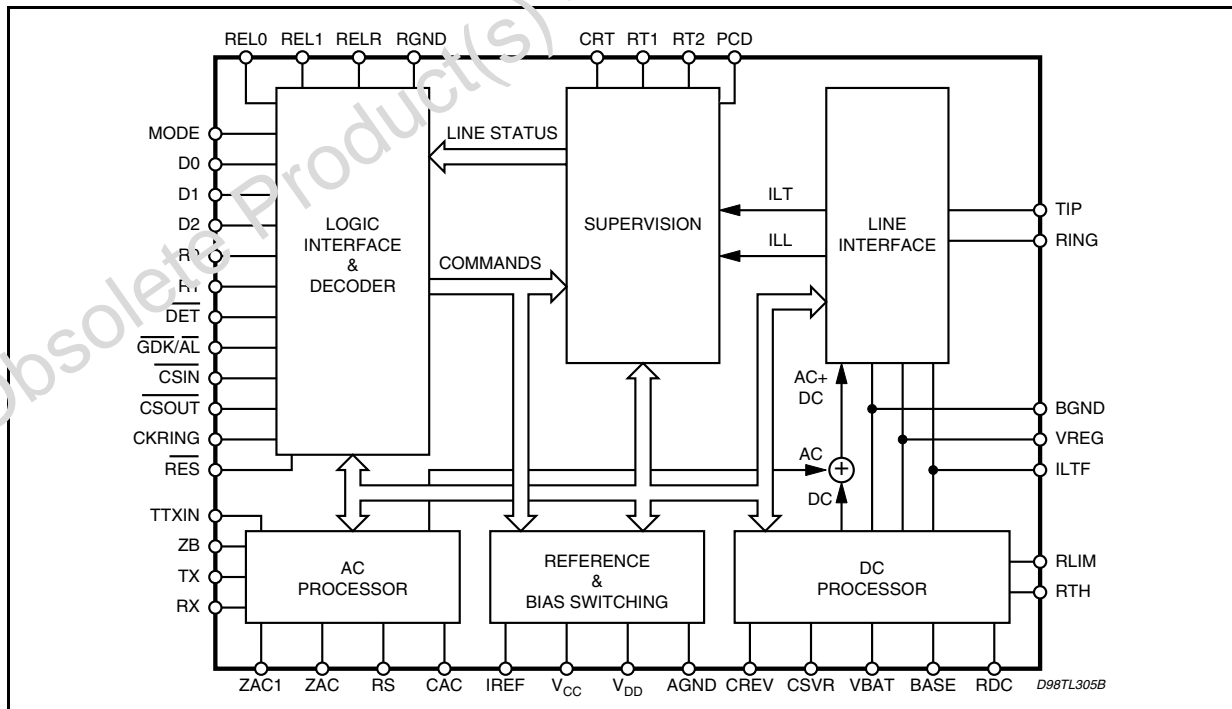 Obsolete Product(s)
REL0 REL1 RELR RGND CRT RT1 RT2 PCD
MODE
D0
D1
D2
R0
R1
DET
GDK/AL
CSIN
CSOUT
CKRING
RES
TTXIN
ZB
TX
RX
LOGIC
INTERFACE
&
DECODER
LINE STATUS
COMMANDS
SUPERVISION
ILT
ILL
LINE
INTERFACE
TIP
RING
BGND
VREG
ILTF
AC+
DC
AC
+
DC
AC
PROCESSOR
REFERENCE
&
BIAS SWITCHING
DC
PROCESSOR
RLIM
RTH
ZAC1 ZAC RS CAC IREF VCC VDD AGND CREV CSVR VBAT BASE RDC
D98TL305B